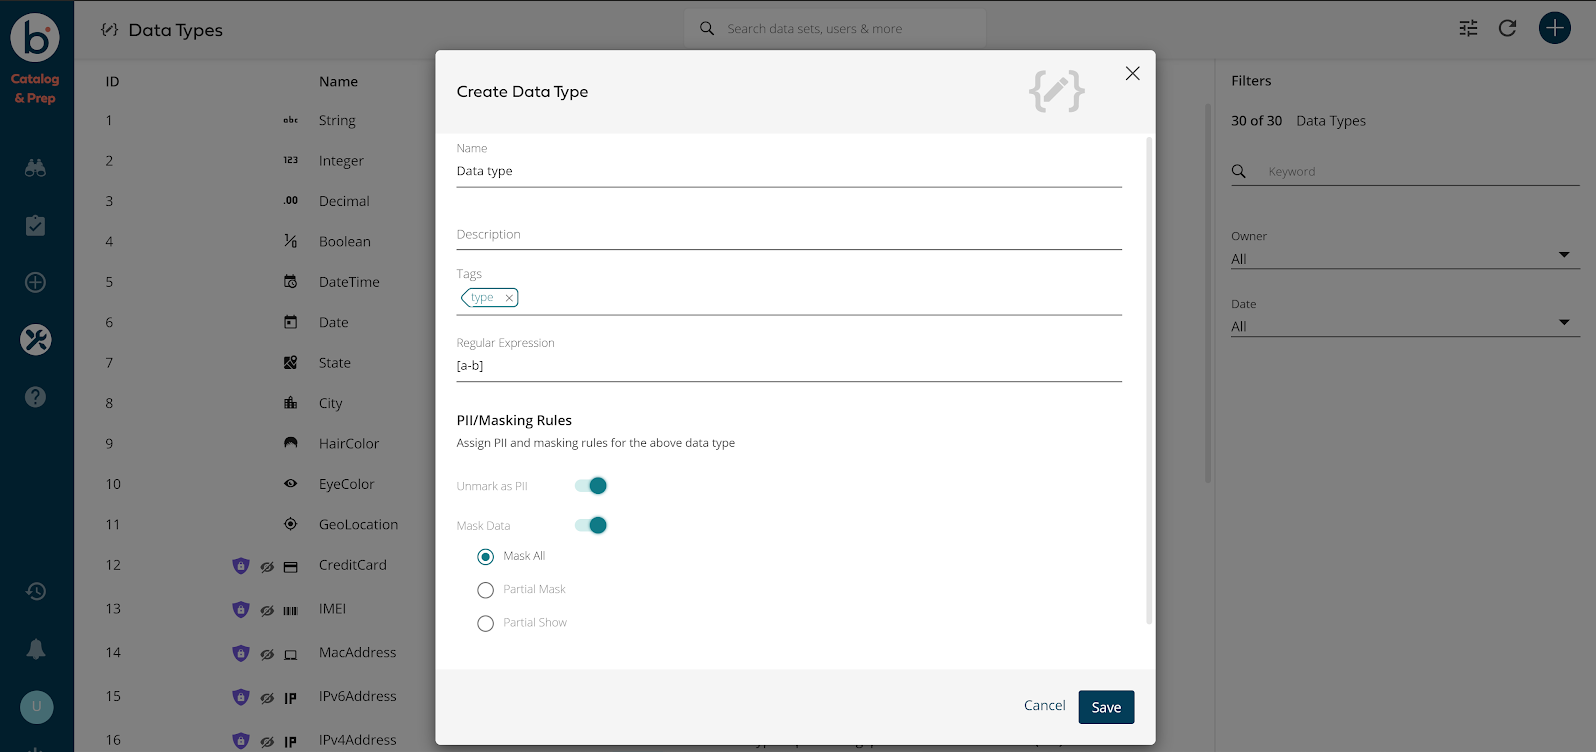 b
Catalog
& Prep
U
Data Types
Search data sets, users & more
ID Name
1 abc String
2 123 Integer
3 .00 Decimal
4 Boolean
5 DateTime
6 Date
7 State
8 City
9 HairColor
10 EyeColor
11 GeoLocation
12 CreditCard
13 IMEI
14 MacAddress
15 IP IPv6Address
16 IP IPv4Address
Create Data Type
Name
Data type
Description
Tags
type
Regular Expression
[a-b]
PII/Masking Rules
Assign PII and masking rules for the above data type
Unmark as PII
Mask Data
Mask All
Partial Mask
Partial Show
Cancel Save
Filters
30 of 30 Data Types
Keyword
Owner
All
Date
All